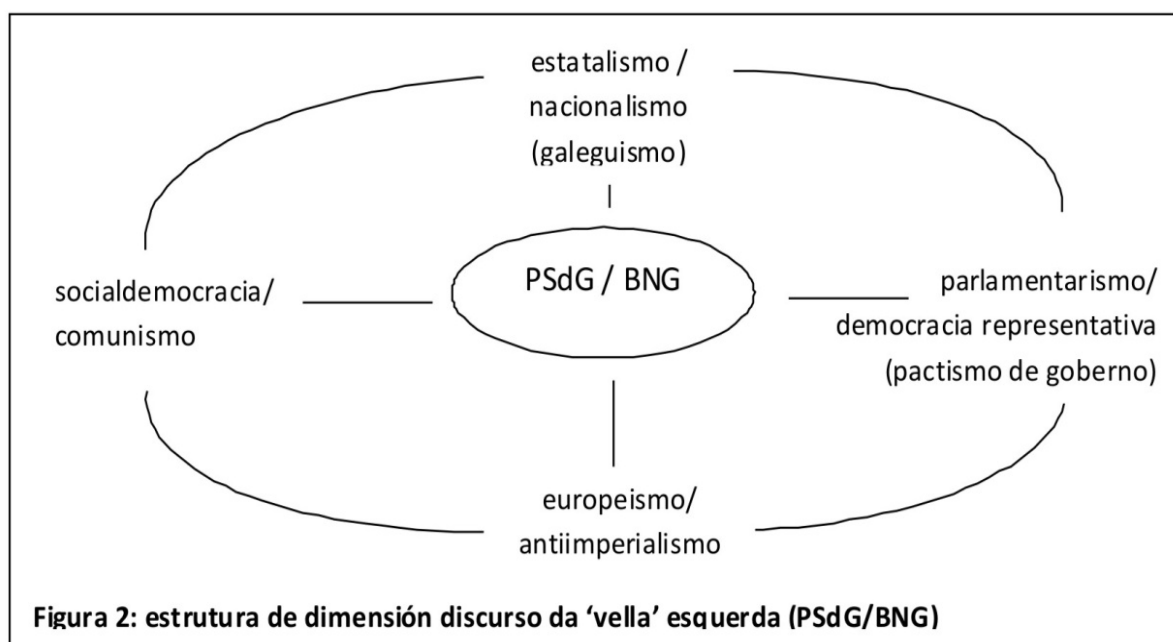 estatalismo /
nacionalismo
(galeguismo)
PSdG / BNG
socialdemocracia/
comunismo
parlamentarismo/
democracia representativa
(pactismo de goberno)
europeismo/
antiimperialismo
Figura 2: estrutura de dimensión discurso da ‘vella’ esquerda (PSdG/BNG)